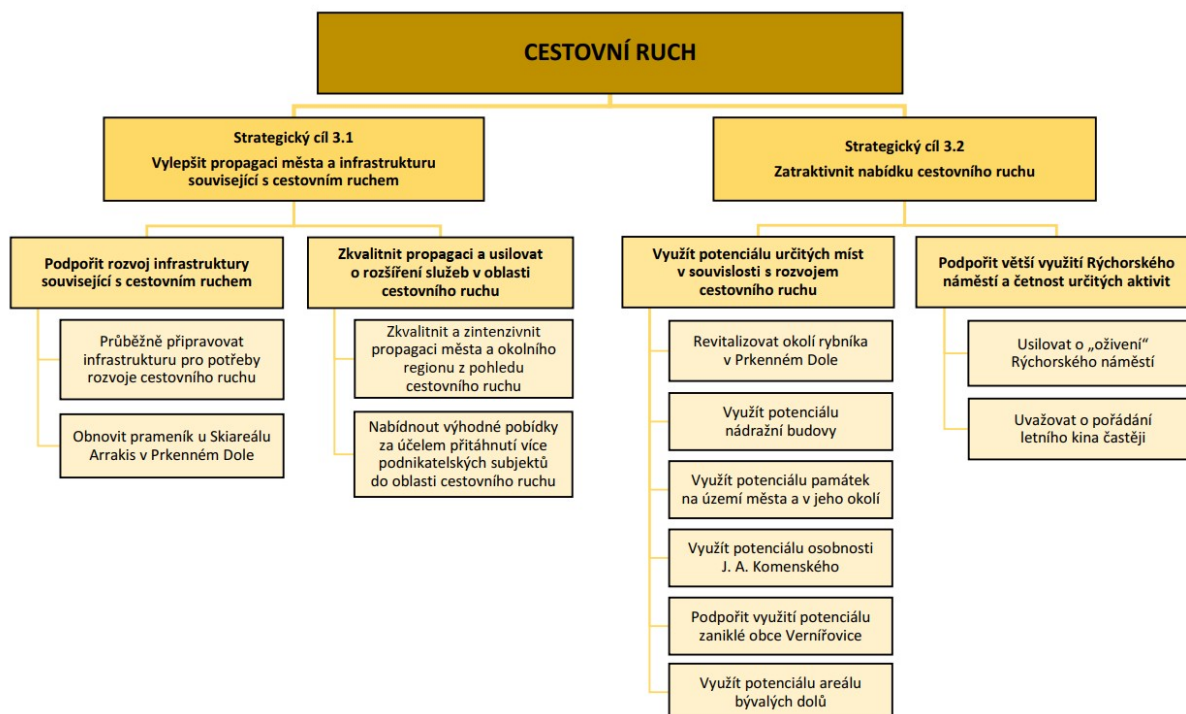 CESTOVNÍ RUCH
Strategický cíl 3.1
Vylepšit propagaci města a infrastrukturu
související s cestovním ruchem
Strategický cíl 3.2
Zatraktivnit nabídku cestovního ruchu
Podpořit rozvoj infrastruktury
související s cestovním ruchem
Průběžně připravovat
infrastrukturu pro potřeby
rozvoje cestovního ruchu
Obnovit prameník u Skiareálu
Arrakis v Prkenném Dole
Zkvalitnit propagaci a usilovat
o rozšíření služeb v oblasti
cestovního ruchu
Zkvalitnit a zintenzivnit
propagaci města a okolního
regionu z pohledu
cestovního ruchu
Nabídnout výhodné pobídky
za účelem přitáhnutí více
podnikatelských subjektů
do oblasti cestovního ruchu
Využít potenciálu určitých míst
v souvislosti s rozvojem
cestovního ruchu
Revitalizovat okolí rybníka
v Prkenném Dole
Využít potenciálu
nádražní budovy
Využít potenciálu památek
na území města a v jeho okolí
Využít potenciálu osobnosti
J. A. Komenského
Podpořit využití potenciálu
zaniklé obce Vernířovice
Využít potenciálu areálu
bývalých dolů
Podpořit větší využití Rýchorského
náměstí a četnost určitých aktivit
Usilovat o „oživení“
Rýchorského náměstí
Uvažovat o pořádání
letního kina častěji